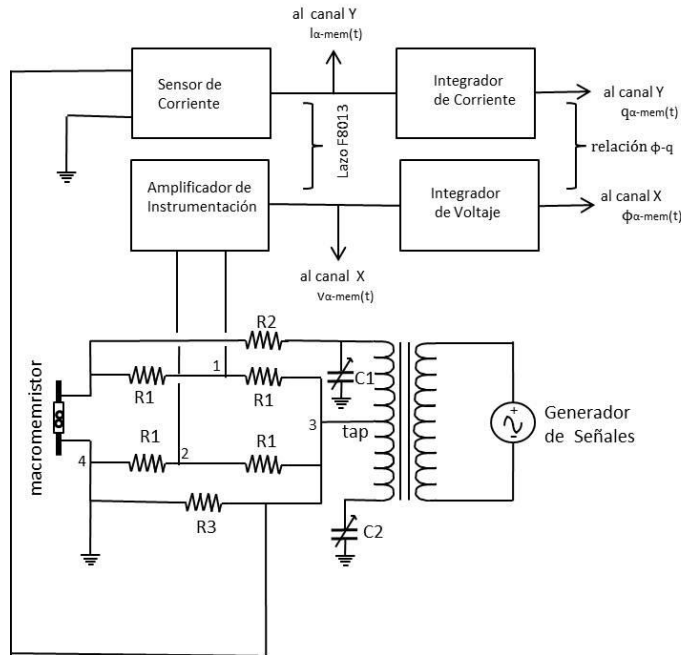 al canal Y
Iα-mem(t)
Sensor de
Corriente
Integrador
de Corriente
al canal Y
qα-mem(t)
Lazo F8013
relación ϕ-q
Amplificador de
Instrumentación
Integrador
de Voltaje
al canal X
ϕα-mem(t)
al canal X
vα-mem(t)
R2
1
C1
R1
R1
macromemristor
3
tap
Generador
de Señales
R1
R1
4
2
R3
C2